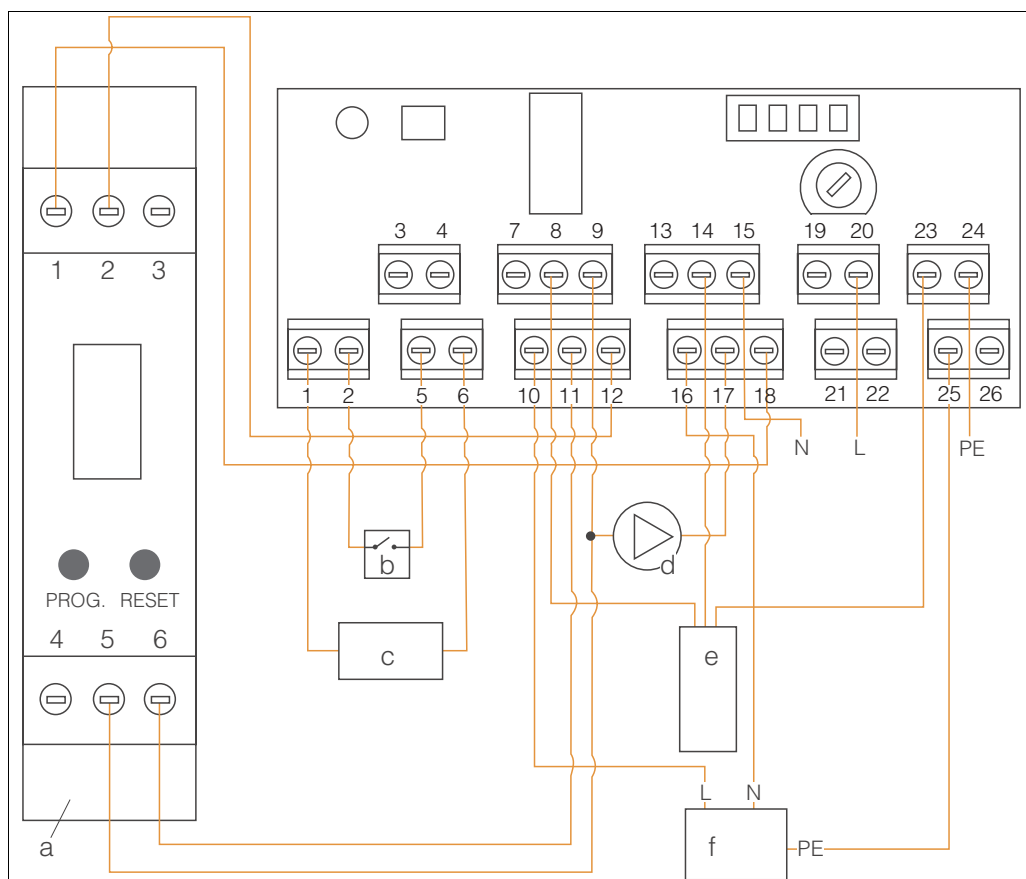 1 2 3
PROG. RESET
4 5 6
a
3 4 7 8 9 13 14 15 19 20 23 24
1 2 5 6 10 11 12 16 17 18 21 22 25 26
N L PE
b
d
c
e
L N
f
PE